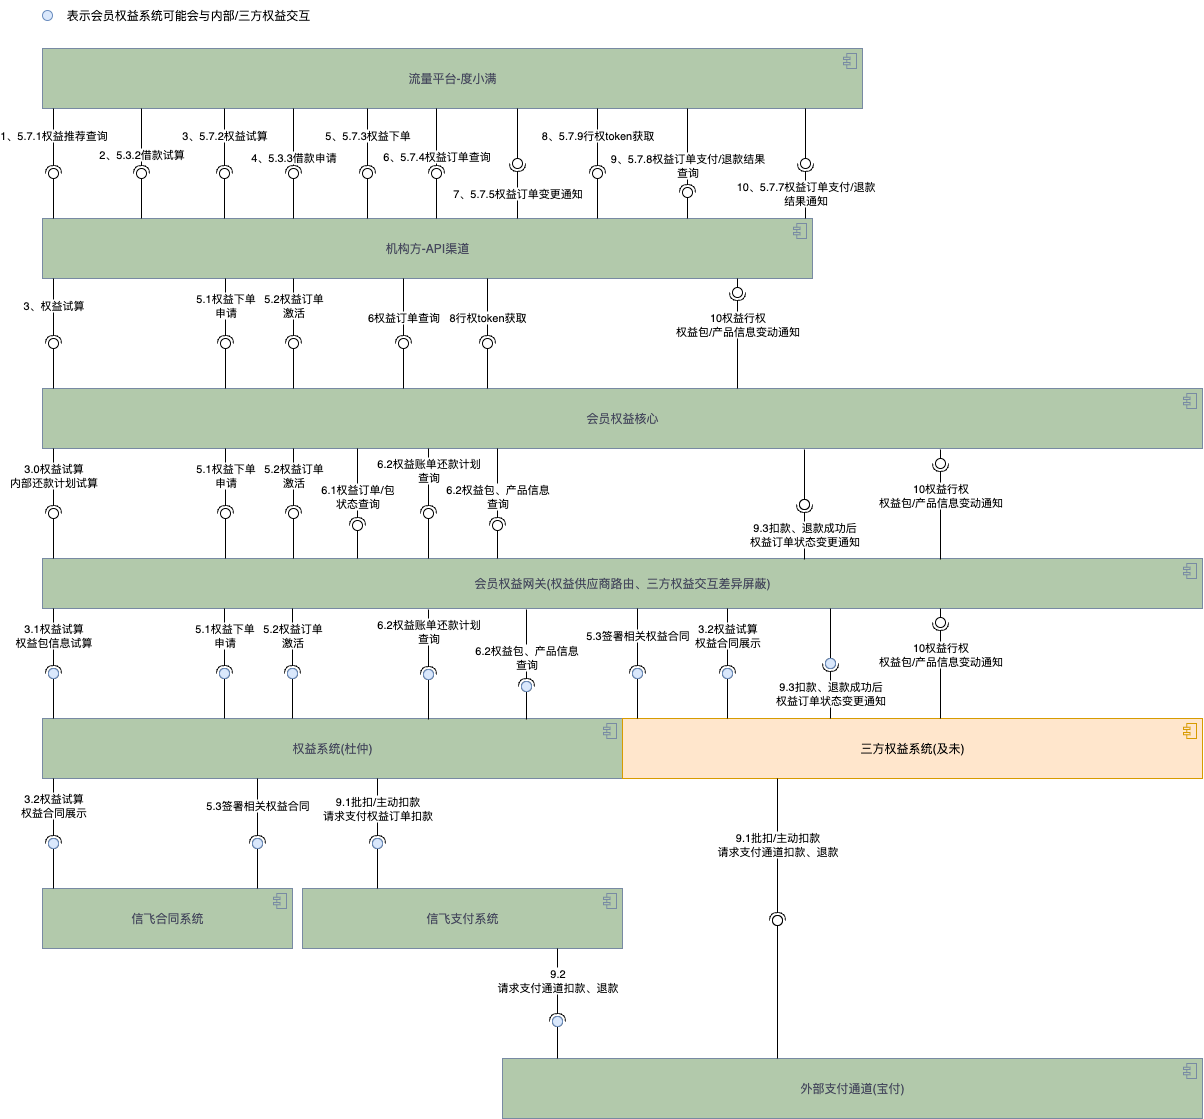 表示会员权益系统可能会与内部/三方权益交互
流量平台-度小满
1、5.7.1权益推荐查询
2、5.3.2借款试算
3、5.7.2权益试算
4、5.3.3借款申请
5、5.7.3权益下单
6、5.7.4权益订单查询
7、5.7.5权益订单变更通知
8、5.7.9行权token获取
9、5.7.8权益订单支付/退款结果
查询
10、5.7.7权益订单支付/退款
结果通知
机构方-API渠道
3、权益试算
5.1权益下单
申请
5.2权益订单
激活
6权益订单查询
8行权token获取
10权益行权
权益包/产品信息变动通知
会员权益核心
3.0权益试算
内部还款计划试算
5.1权益下单
申请
5.2权益订单
激活
6.1权益订单/包
状态查询
6.2权益账单还款计划
查询
6.2权益包、产品信息
查询
9.3扣款、退款成功后
权益订单状态变更通知
10权益行权
权益包/产品信息变动通知
会员权益网关(权益供应商路由、三方权益交互差异屏蔽)
3.1权益试算
权益包信息试算
5.1权益下单
申请
5.2权益订单
激活
6.2权益账单还款计划
查询
6.2权益包、产品信息
查询
5.3签署相关权益合同
3.2权益试算
权益合同展示
9.3扣款、退款成功后
权益订单状态变更通知
10权益行权
权益包/产品信息变动通知
权益系统(杜仲)
三方权益系统(及未)
3.2权益试算
权益合同展示
5.3签署相关权益合同
9.1批扣/主动扣款
请求支付权益订单扣款
9.1批扣/主动扣款
请求支付通道扣款、退款
信飞合同系统
信飞支付系统
9.2
请求支付通道扣款、退款
外部支付通道(宝付)